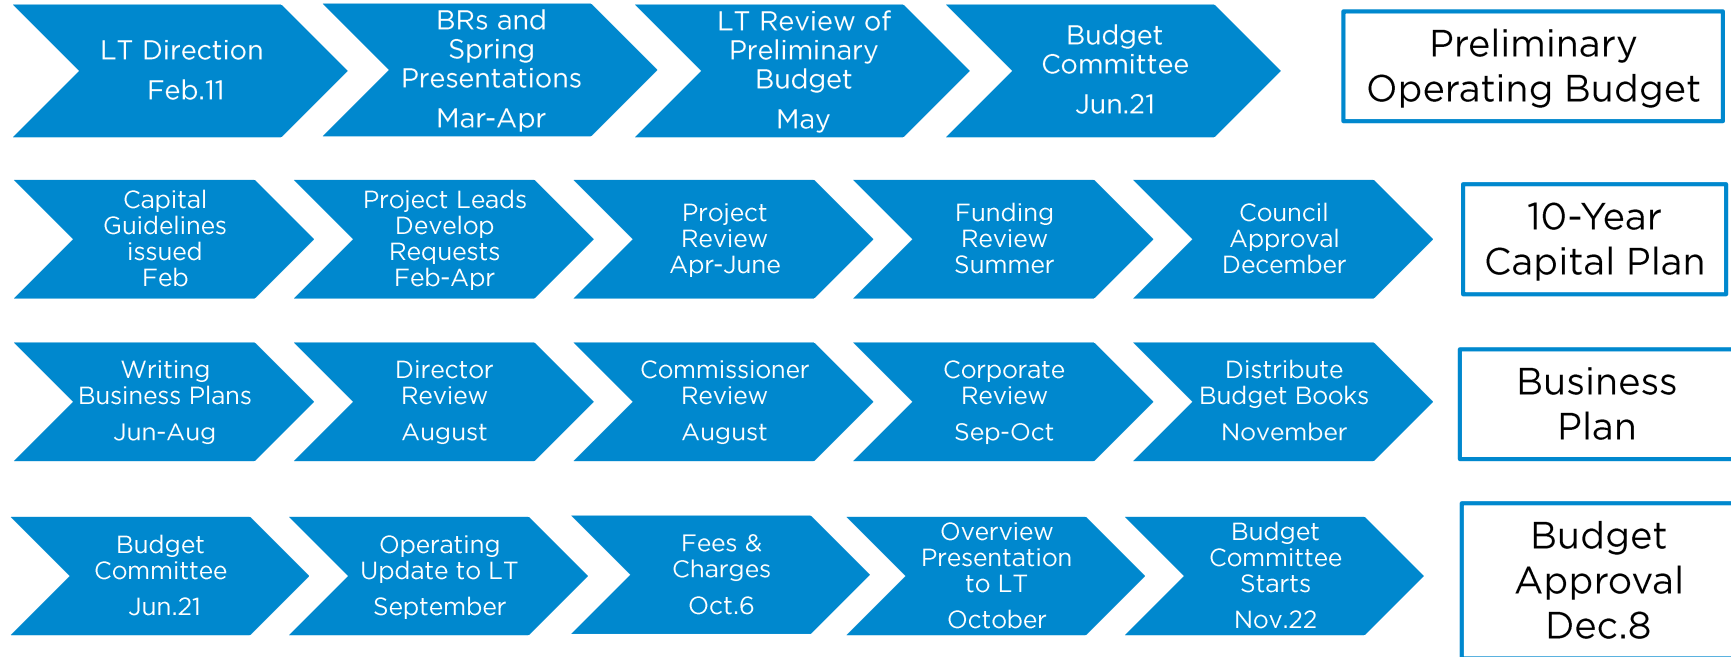 LT Direction
Feb.11
BRs and
Spring
Presentations
Mar-Apr
LT Review of
Preliminary
Budget
May
Budget
Committee
Jun.21
Preliminary
Operating Budget
Capital
Guidelines
issued
Feb
Project Leads
Develop
Requests
Feb-Apr
Project
Review
Apr-June
Funding
Review
Summer
Council
Approval
December
10-Year
Capital Plan
Writing
Business Plans
Jun-Aug
Director
Review
August
Commissioner
Review
August
Corporate
Review
Sep-Oct
Distribute
Budget Books
November
Business
Plan
Budget
Committee
Jun.21
Operating
Update to LT
September
Fees &
Charges
Oct.6
Overview
Presentation
to LT
October
Budget
Committee
Starts
Nov.22
Budget
Approval
Dec.8